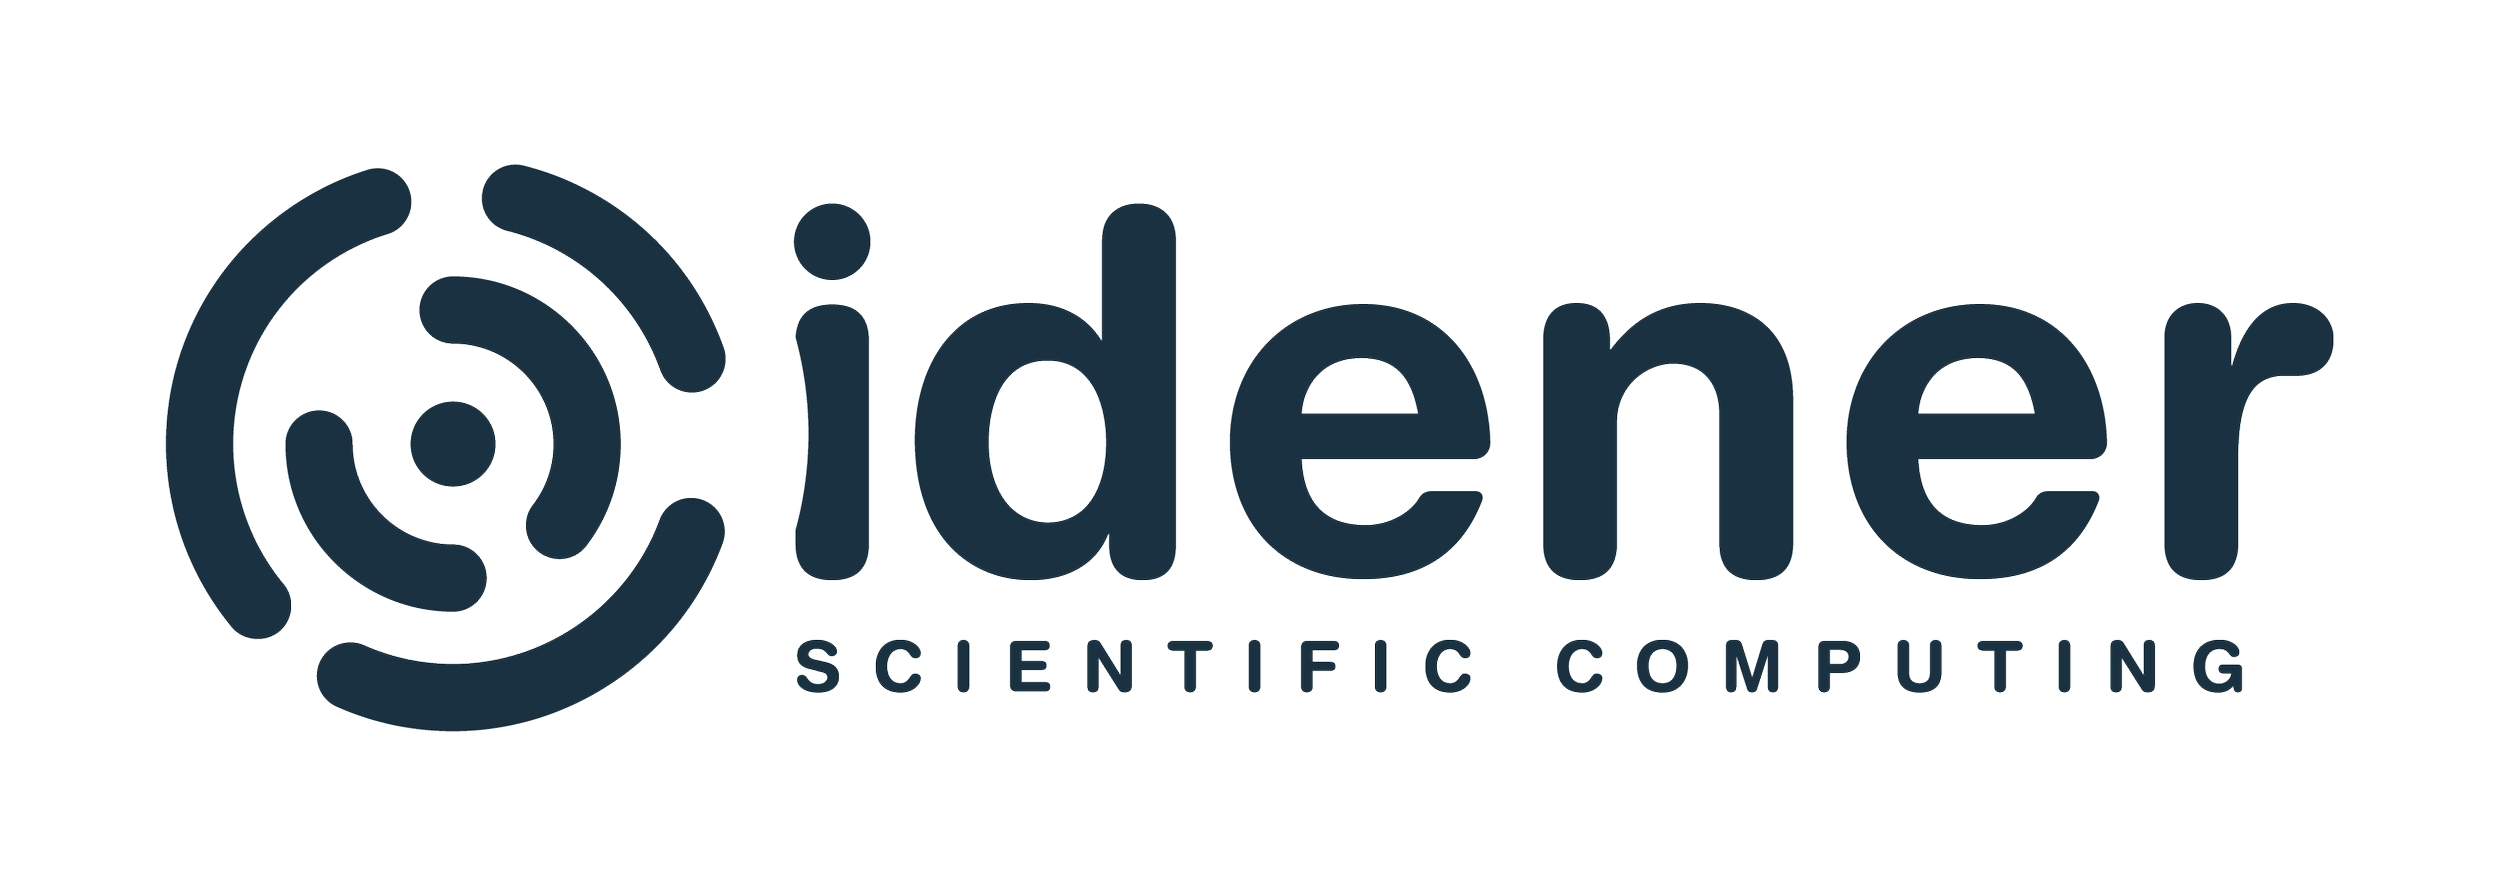 idener
SCIENTIFIC COMPUTING